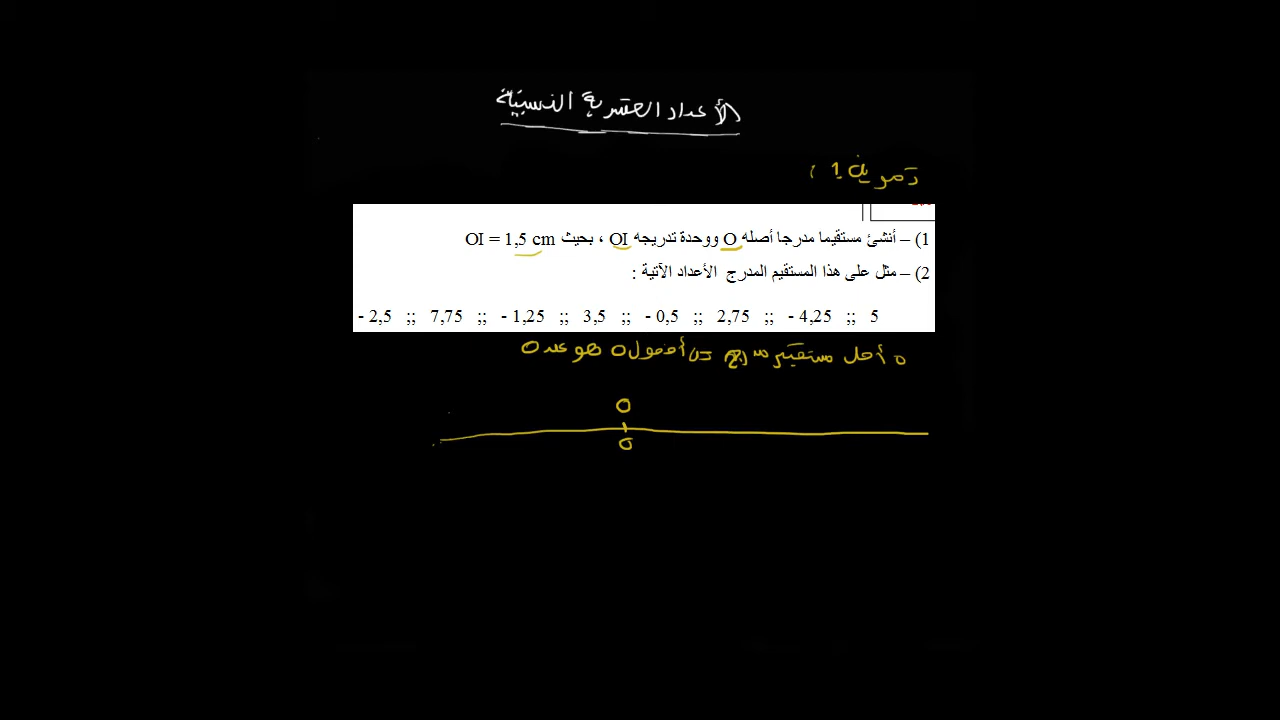 الأعداد العشرية النسبية
تمرين 1 :
1) – أنشئ مستقيما مدرجا أصله O ووحدة تدريجه OI ، بحيث OI = 1,5 cm
2) – مثل على هذا المستقيم المدرج الأعداد الآتية :
- 2,5 ;; 7,75 ;; - 1,25 ;; 3,5 ;; - 0,5 ;; 2,75 ;; - 4,25 ;; 5
O أصل مستقيم مدرج أفصول O هو عدد 0
O
0